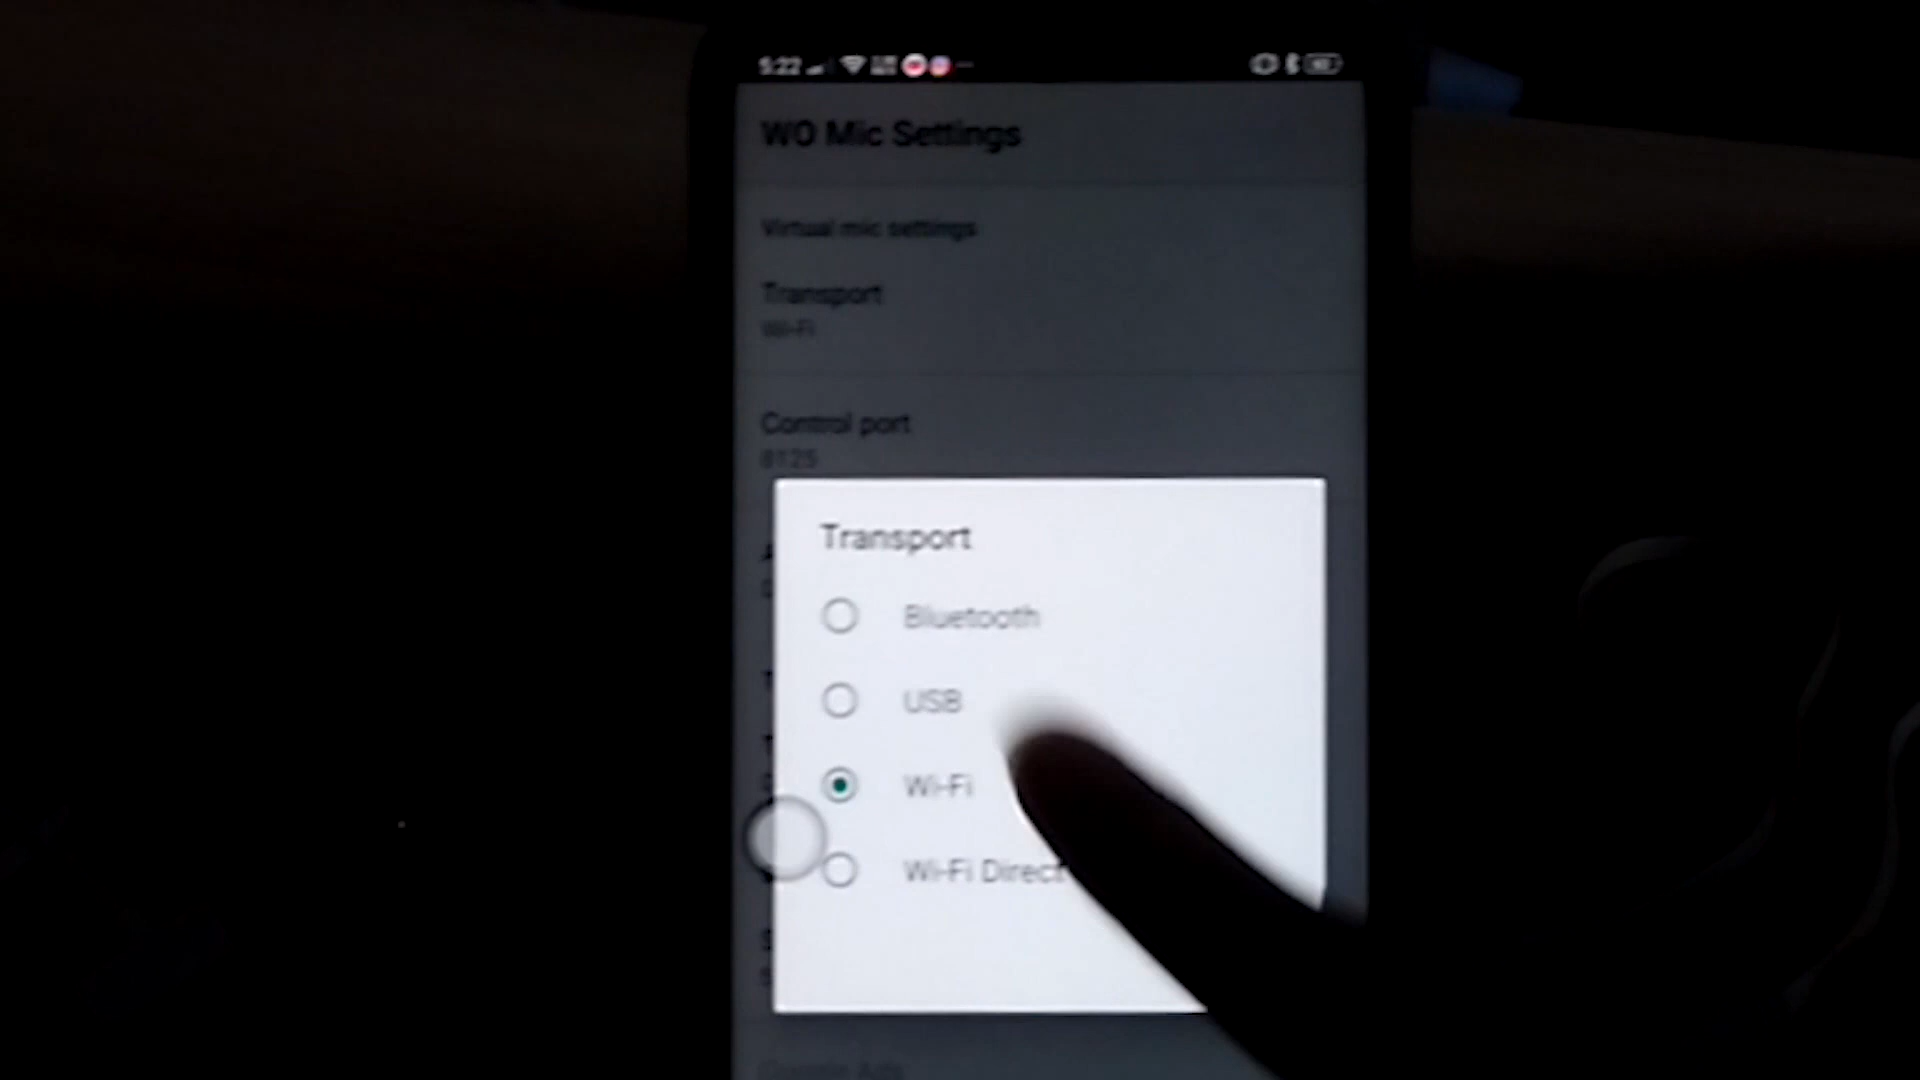 5:22
WO Mic Settings
Virtual mic settings
Transport
Wi-Fi
Control port
8125
Transport
Bluetooth
USB
Wi-Fi
Wi-Fi Direct